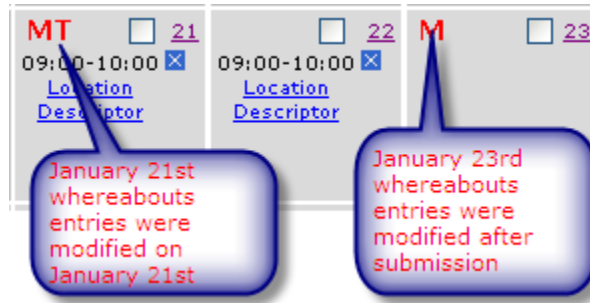 MT 21 22 M 23
09:00-10:00 09:00-10:00
Location Location
Descriptor Descriptor
January 21st
whereabouts
entries were
modified on
January 21st
January 23rd
whereabouts
entries were
modified after
submission